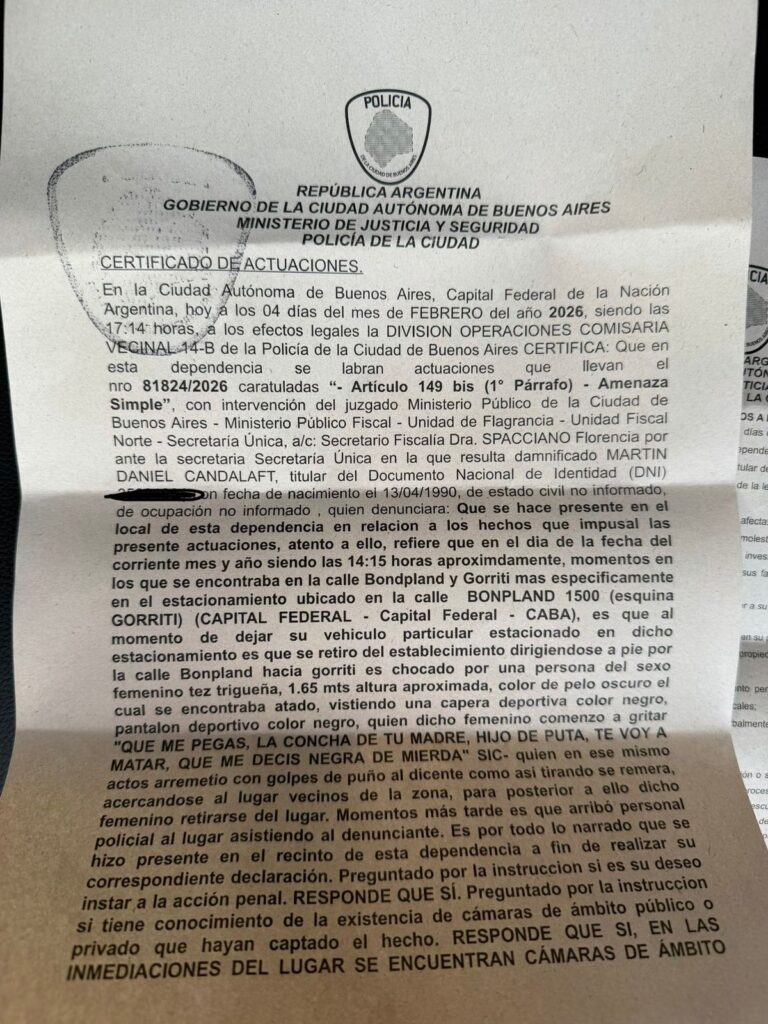 POLICIA
DE LA CIUDAD DE BUENOS AIRES
REPÚBLICA ARGENTINA
GOBIERNO DE LA CIUDAD AUTÓNOMA DE BUENOS AIRES
MINISTERIO DE JUSTICIA Y SEGURIDAD
POLICÍA DE LA CIUDAD
CERTIFICADO DE ACTUACIONES.
En la Ciudad Autónoma de Buenos Aires, Capital Federal de la Nación
Argentina, hoy a los 04 días del mes de FEBRERO del año 2026, siendo las
17:14 horas, a los efectos legales la DIVISION OPERACIONES COMISARIA
VECINAL 14-B de la Policía de la Ciudad de Buenos Aires CERTIFICA: Que en
esta dependencia se labran actuaciones que llevan el
nro 81824/2026 caratuladas “- Artículo 149 bis (1° Párrafo) - Amenaza
Simple”, con intervención del juzgado Ministerio Público de la Ciudad de
Buenos Aires - Ministerio Público Fiscal - Unidad de Flagrancia - Unidad Fiscal
Norte - Secretaría Única, a/c: Secretario Fiscalía Dra. SPACCIANO Florencia por
ante la secretaria Secretaría Única en la que resulta damnificado MARTIN
DANIEL CANDALAFT, titular del Documento Nacional de Identidad (DNI)
on fecha de nacimiento el 13/04/1990, de estado civil no informado,
de ocupación no informado , quien denunciara: Que se hace presente en el
local de esta dependencia en relacion a los hechos que impusal las
presente actuaciones, atento a ello, refiere que en el dia de la fecha del
corriente mes y año siendo las 14:15 horas aproximdamente, momentos en
los que se encontraba en la calle Bondpland y Gorriti mas especificamente
en el estacionamiento ubicado en la calle BONPLAND 1500 (esquina
GORRITI) (CAPITAL FEDERAL - Capital Federal - CABA), es que al
momento de dejar su vehiculo particular estacionado en dicho
estacionamiento es que se retiro del establecimiento dirigiendose a pie por
la calle Bonpland hacia gorriti es chocado por una persona del sexo
femenino tez trigueña, 1.65 mts altura aproximada, color de pelo oscuro el
cual se encontraba atado, vistiendo una capera deportiva color negro,
pantalon deportivo color negro, quien dicho femenino comenzo a gritar
"QUE ME PEGAS, LA CONCHA DE TU MADRE, HIJO DE PUTA, TE VOY A
MATAR, QUE ME DECIS NEGRA DE MIERDA" SIC- quien en ese mismo
actos arremetio con golpes de puño al dicente como asi tirando se remera,
acercandose al lugar vecinos de la zona, para posterior a ello dicho
femenino retirarse del lugar. Momentos más tarde es que arribó personal
policial al lugar asistiendo al denunciante. Es por todo lo narrado que se
hizo presente en el recinto de esta dependencia a fin de realizar su
correspondiente declaración. Preguntado por la instruccion si es su deseo
instar a la acción penal. RESPONDE QUE SÍ. Preguntado por la instruccion
si tiene conocimiento de la existencia de cámaras de ámbito público o
privado que hayan captado el hecho. RESPONDE QUE SI, EN LAS
INMEDIACIONES DEL LUGAR SE ENCUENTRAN CÁMARAS DE ÁMBITO